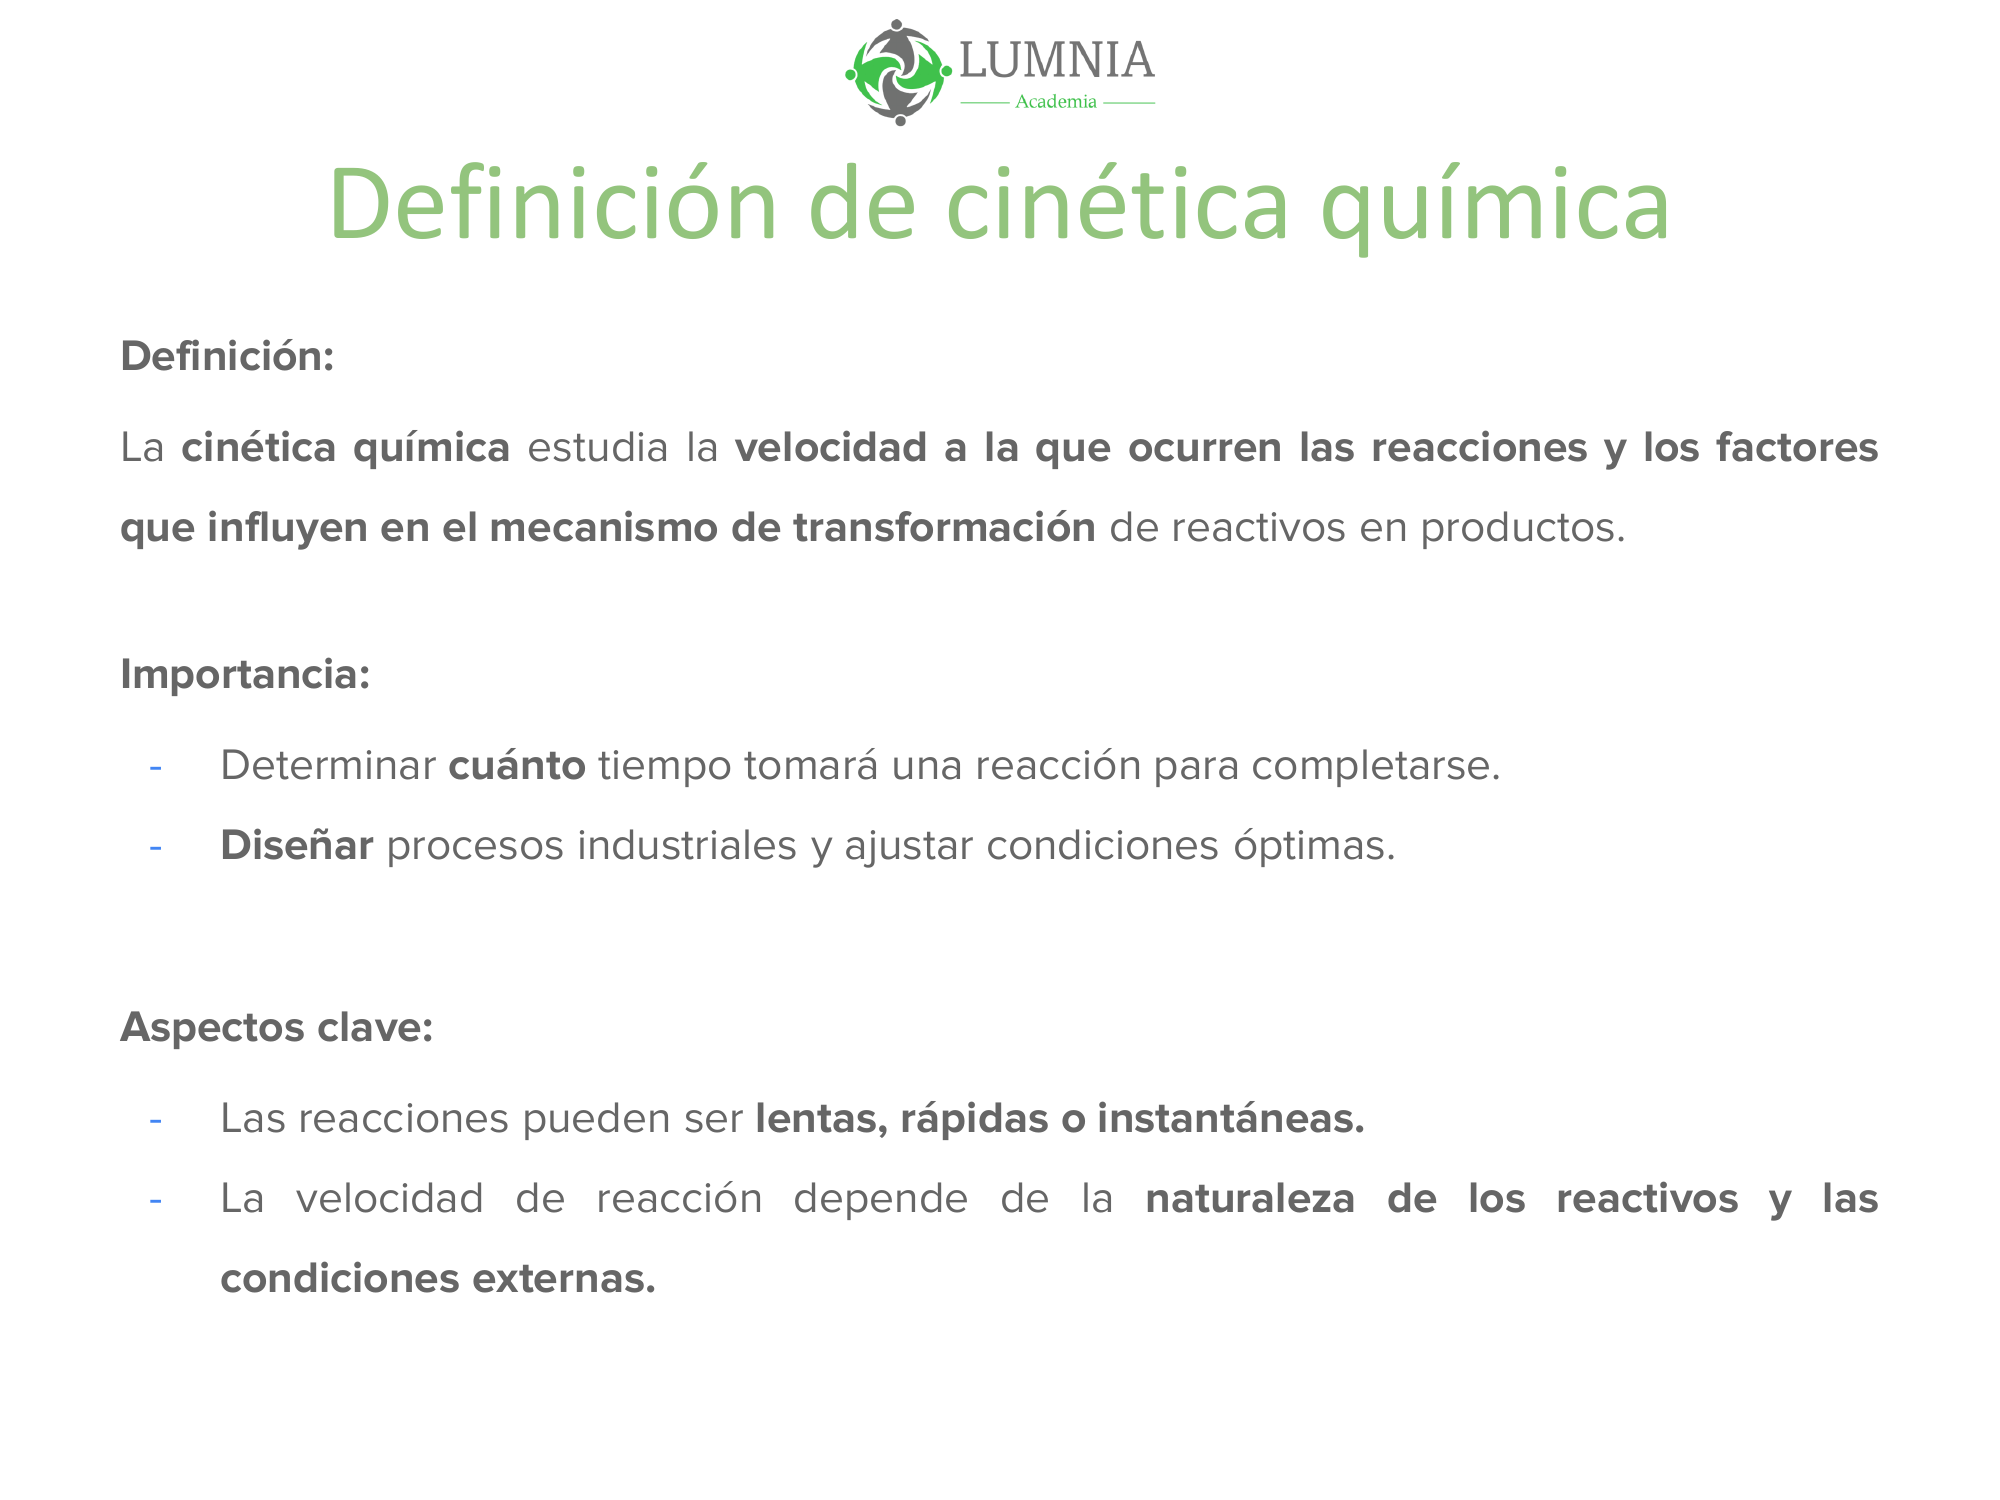 LUMNIA
Academia
Definición de cinética química
Definición:
La cinética química estudia la velocidad a la que ocurren las reacciones y los factores
que influyen en el mecanismo de transformación de reactivos en productos.
Importancia:
- Determinar cuánto tiempo tomará una reacción para completarse.
- Diseñar procesos industriales y ajustar condiciones óptimas.
Aspectos clave:
- Las reacciones pueden ser lentas, rápidas o instantáneas.
- La velocidad de reacción depende de la naturaleza de los reactivos y las
condiciones externas.